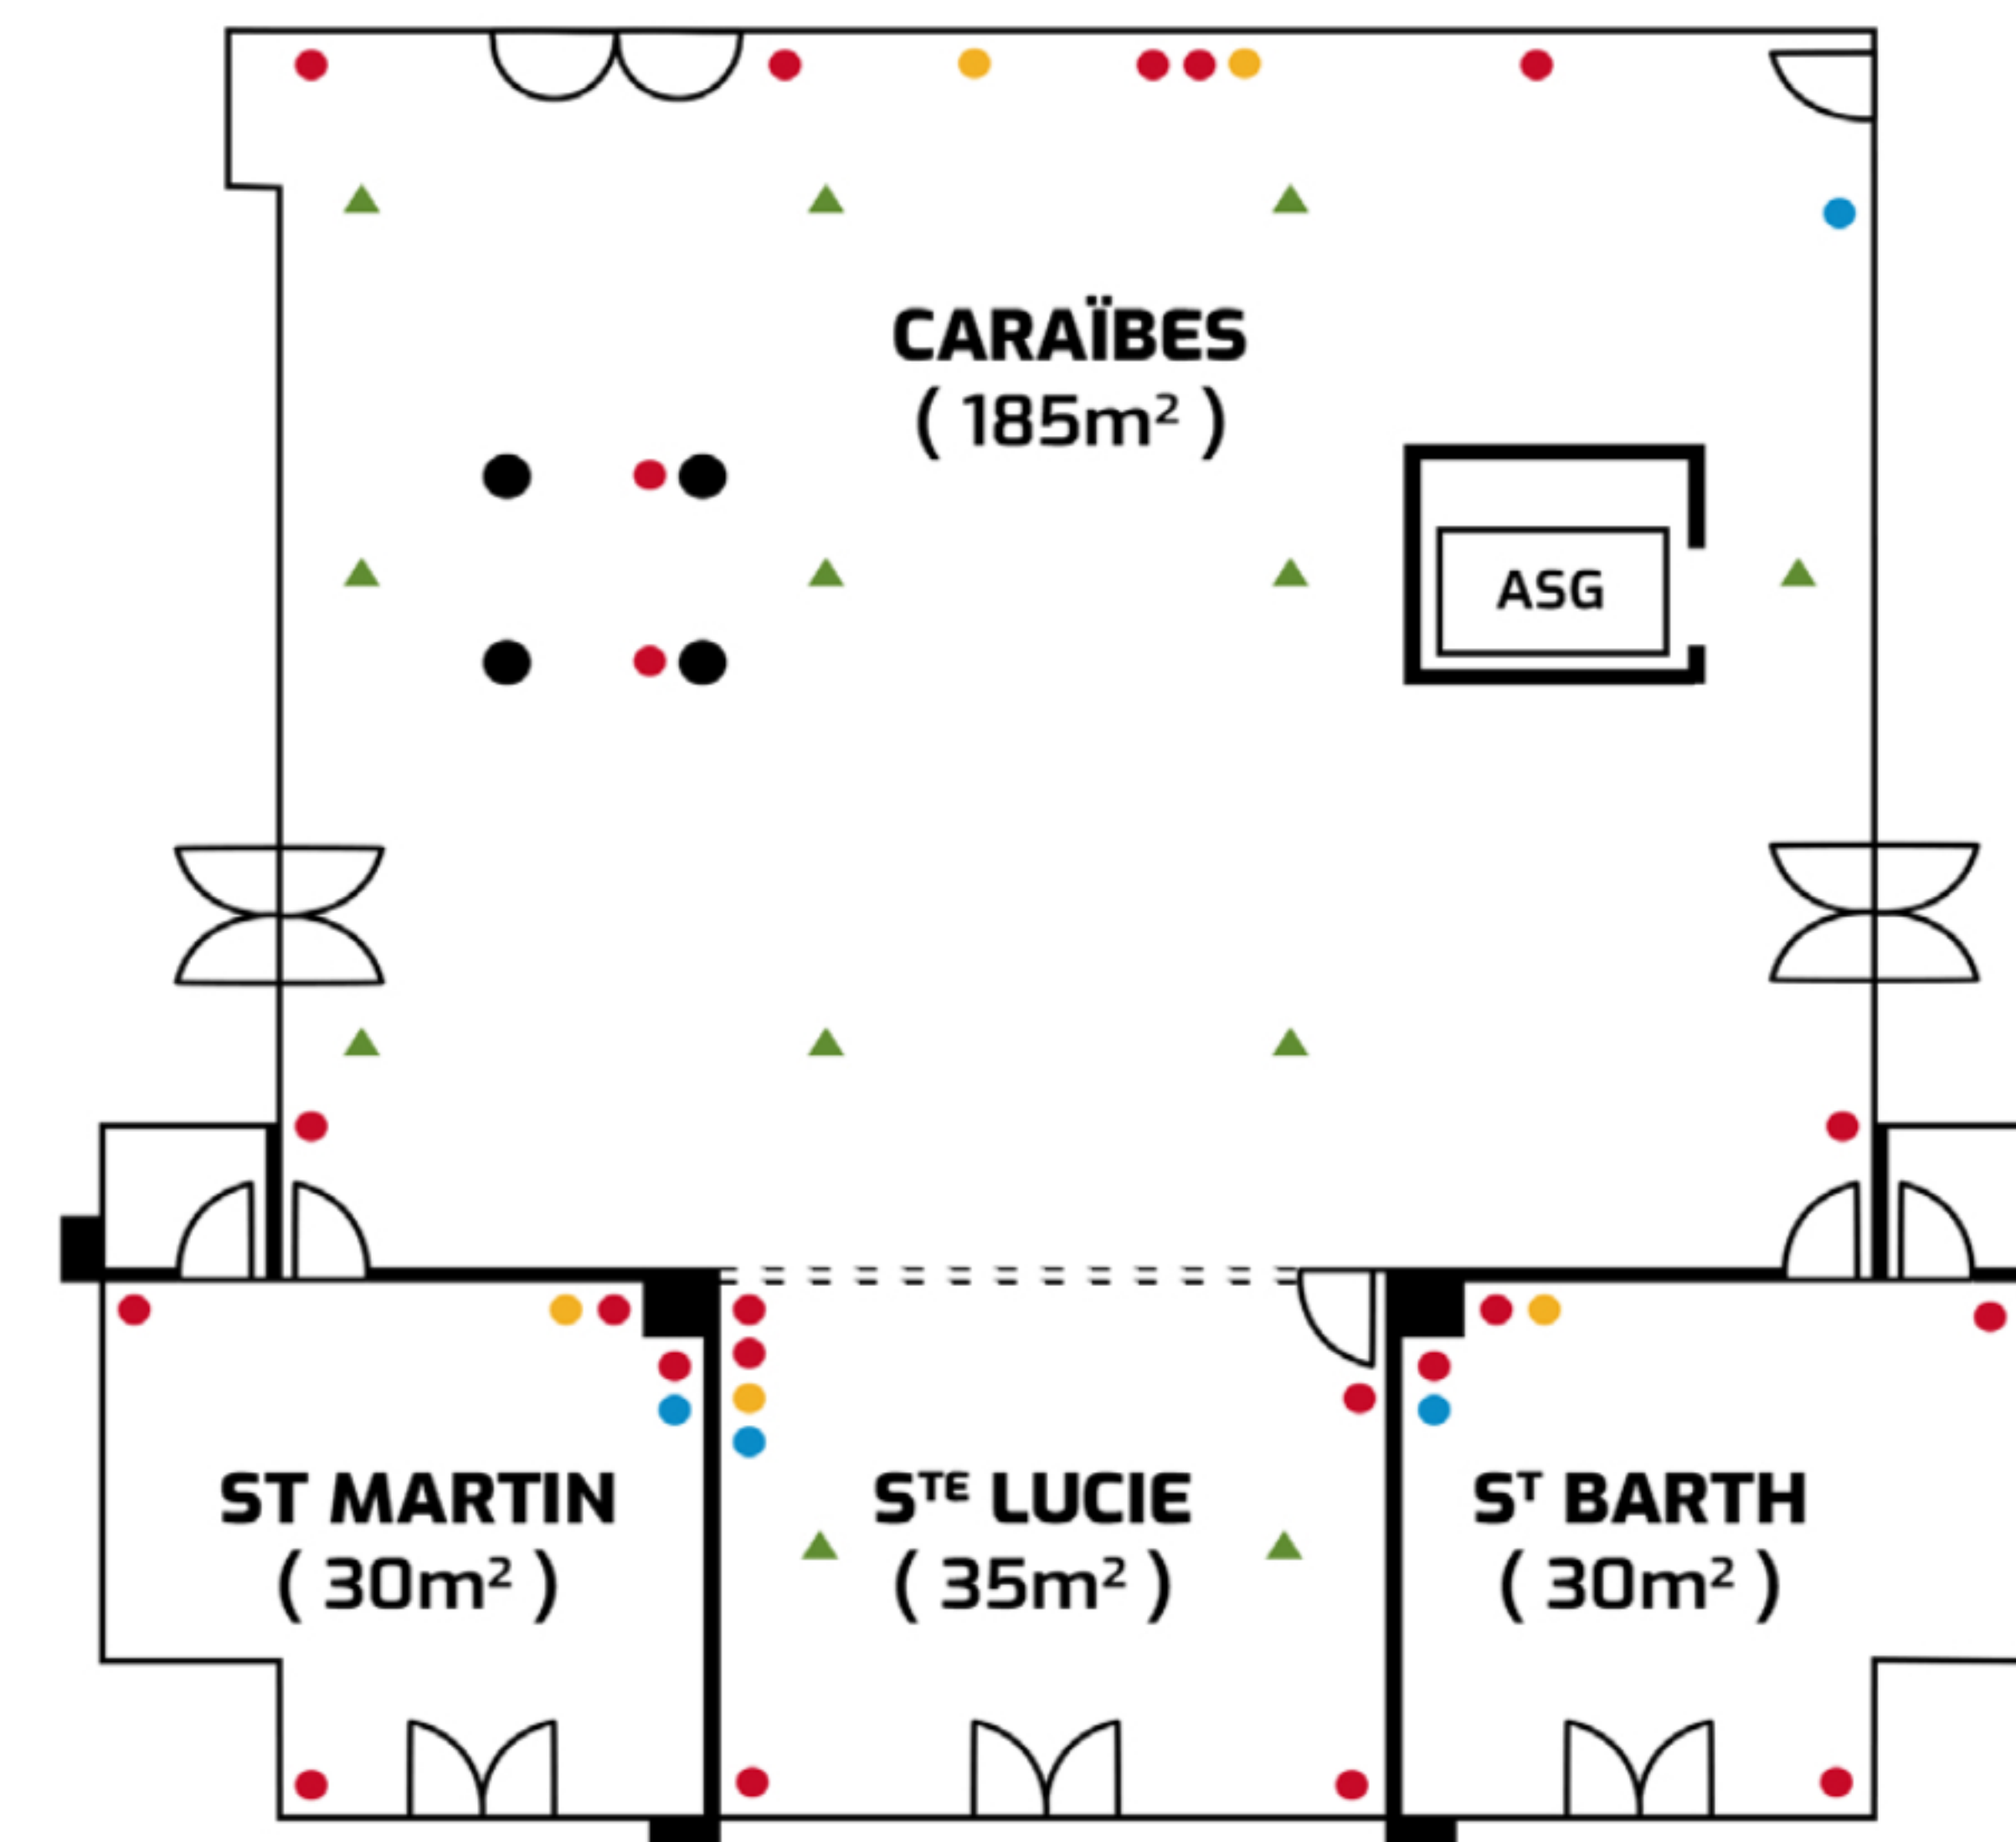 CARAÏBES
( 185m² )
ASG
ST MARTIN
( 30m² )
Sᵀᴱ LUCIE
( 35m² )
Sᵀ BARTH
( 30m² )